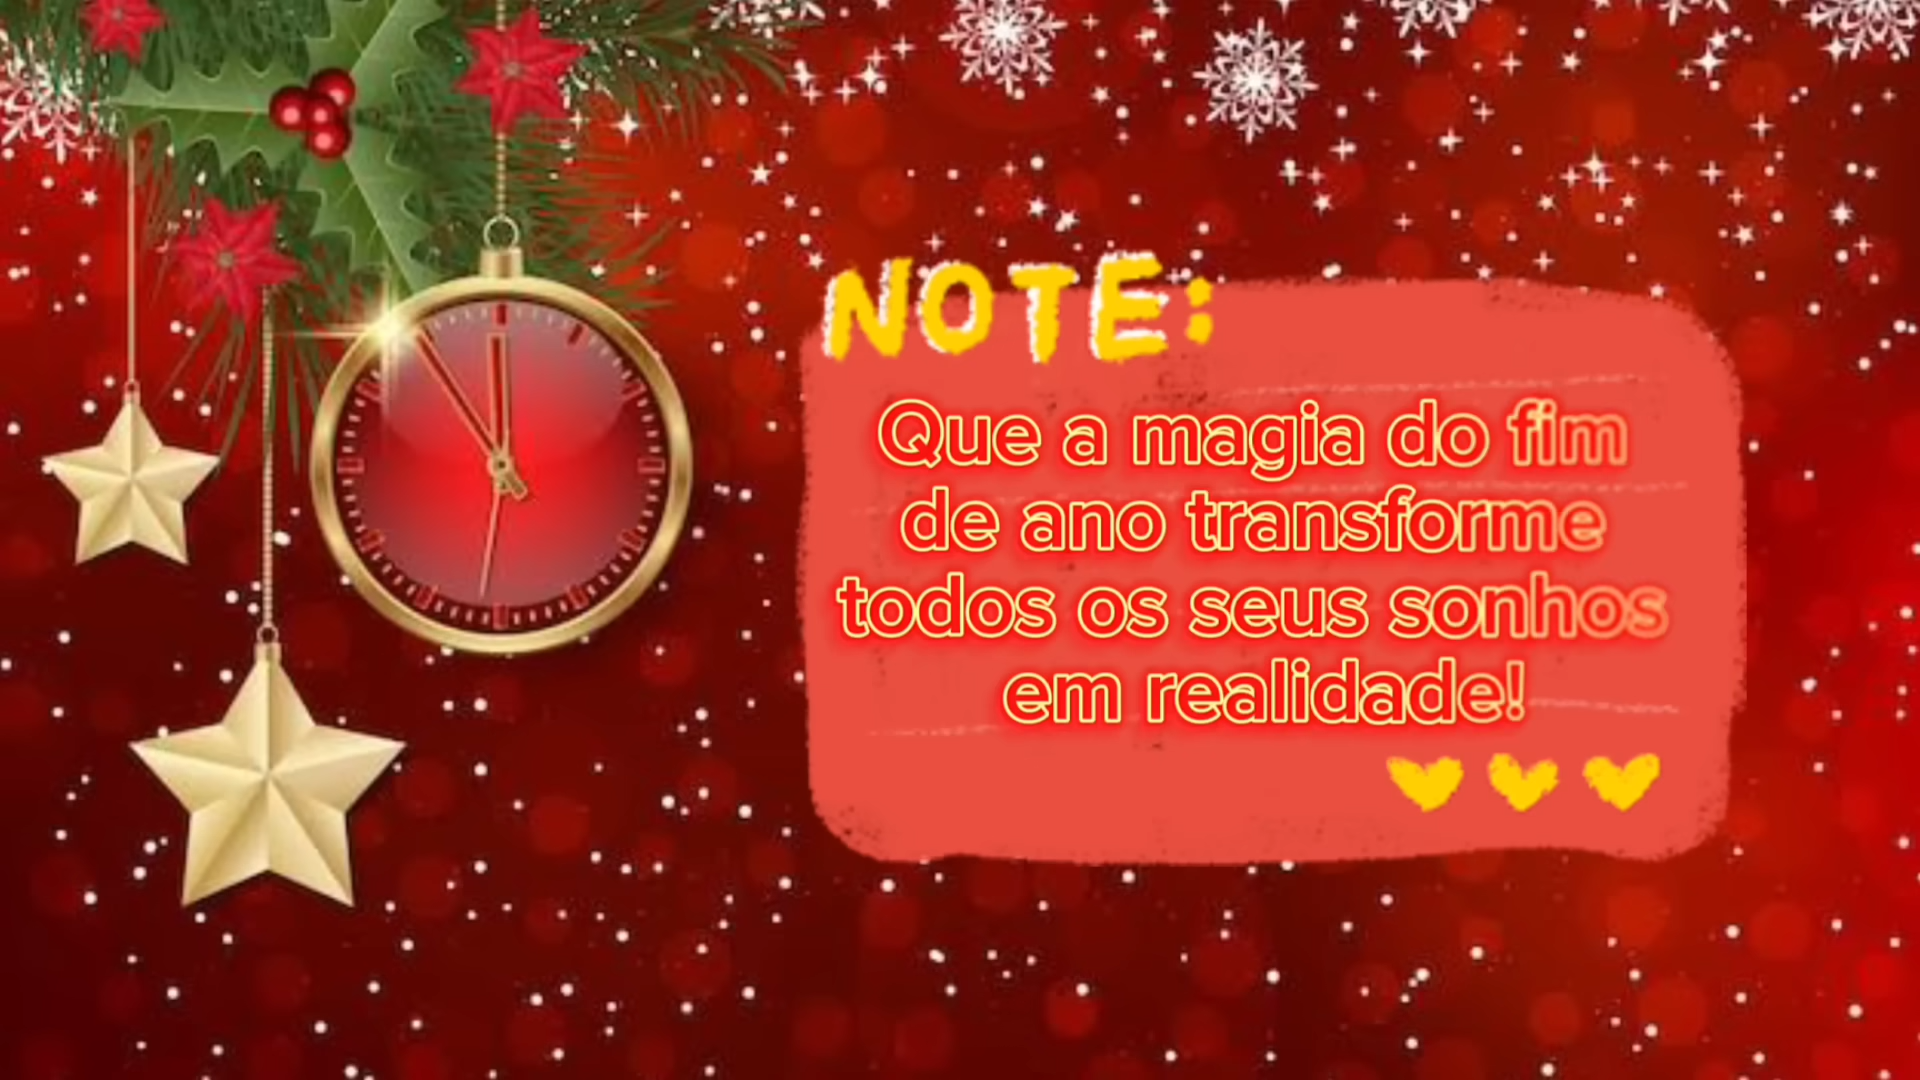 NOTE:
Que a magia do fim
de ano transforme
todos os seus sonhos
em realidade!